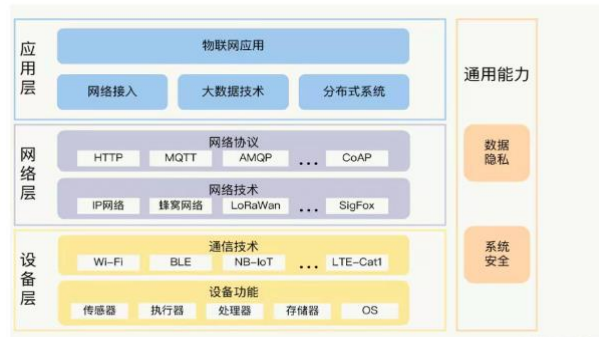 应用层
物联网应用
网络接入 大数据技术 分布式系统
网络层
网络协议
HTTP MQTT AMQP ... CoAP
网络技术
IP网络 蜂窝网络 LoRaWan ... SigFox
设备层
通信技术
Wi-Fi BLE NB-IoT ... LTE-Cat1
设备功能
传感器 执行器 处理器 存储器 OS
通用能力
数据
隐私
系统
安全